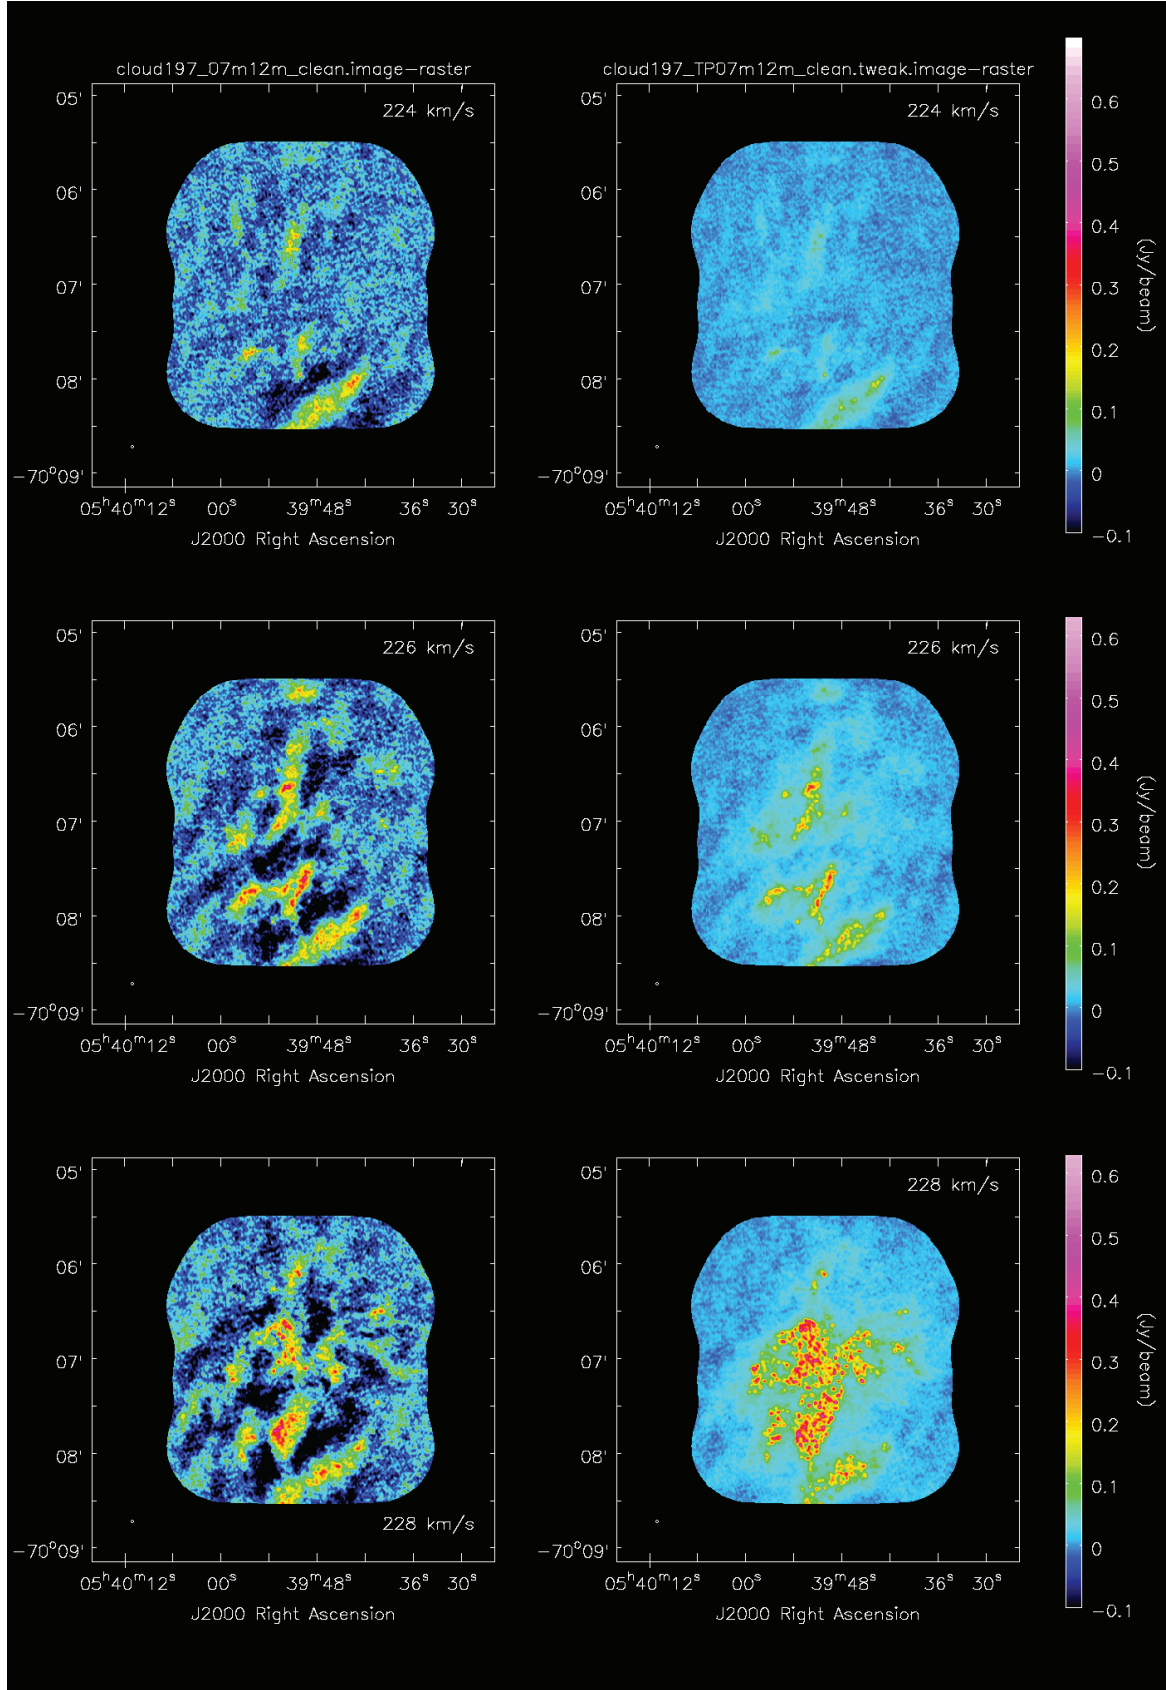 cloud197_07m12m_clean.image-raster
cloud197_TP07m12m_clean.tweak.image-raster
224 km/s
05'
06'
07'
08'
-70°09'
05ʰ40ᵐ12ˢ 00ˢ 39ᵐ48ˢ 36ˢ 30ˢ
J2000 Right Ascension
224 km/s
05'
06'
07'
08'
-70°09'
05ʰ40ᵐ12ˢ 00ˢ 39ᵐ48ˢ 36ˢ 30ˢ
J2000 Right Ascension
0.6
0.5
0.4
0.3
0.2
0.1
0
-0.1
(Jy/beam)
226 km/s
05'
06'
07'
08'
-70°09'
05ʰ40ᵐ12ˢ 00ˢ 39ᵐ48ˢ 36ˢ 30ˢ
J2000 Right Ascension
226 km/s
05'
06'
07'
08'
-70°09'
05ʰ40ᵐ12ˢ 00ˢ 39ᵐ48ˢ 36ˢ 30ˢ
J2000 Right Ascension
0.6
0.5
0.4
0.3
0.2
0.1
0
-0.1
(Jy/beam)
05'
06'
07'
08'
-70°09'
228 km/s
05ʰ40ᵐ12ˢ 00ˢ 39ᵐ48ˢ 36ˢ 30ˢ
J2000 Right Ascension
228 km/s
05'
06'
07'
08'
-70°09'
05ʰ40ᵐ12ˢ 00ˢ 39ᵐ48ˢ 36ˢ 30ˢ
J2000 Right Ascension
0.6
0.5
0.4
0.3
0.2
0.1
0
-0.1
(Jy/beam)